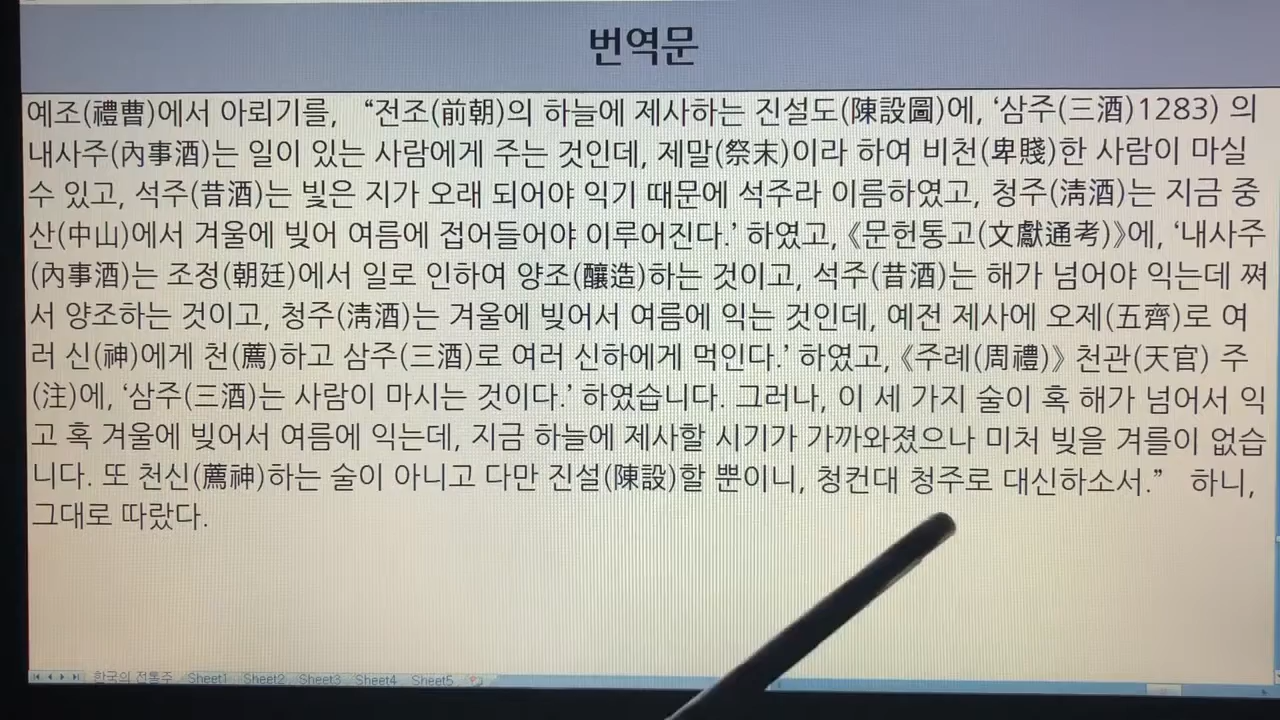 번역문
예조(禮曹)에서 아뢰기를, “전조(前朝)의 하늘에 제사하는 진설도(陳設圖)에, ‘삼주(三酒)1283) 의
내사주(內事酒)는 일이 있는 사람에게 주는 것인데, 제말(祭末)이라 하여 비천(卑賤)한 사람이 마실
수 있고, 석주(昔酒)는 빛은 지가 오래 되어야 익기 때문에 석주라 이름하였고, 청주(淸酒)는 지금 중
산(中山)에서 겨울에 빚어 여름에 접어들어야 이루어진다.’ 하였고,《문헌통고(文獻通考)》에, ‘내사주
(內事酒)는 조정(朝廷)에서 일로 인하여 양조(釀造)하는 것이고, 석주(昔酒)는 해가 넘어야 익는데 쪄
서 양조하는 것이고, 청주(淸酒)는 겨울에 빚어서 여름에 익는 것인데, 예전 제사에 오제(五齊)로 여
러 신(神)에게 천(薦)하고 삼주(三酒)로 여러 신하에게 먹인다.’ 하였고,《주례(周禮)》천관(天官) 주
(注)에, ‘삼주(三酒)는 사람이 마시는 것이다.’ 하였습니다. 그러나, 이 세 가지 술이 혹 해가 넘어서 익
고 혹 겨울에 빚어서 여름에 익는데, 지금 하늘에 제사할 시기가 가까와졌으나 미처 빚을 겨를이 없습
니다. 또 천신(薦神)하는 술이 아니고 다만 진설(陳設)할 뿐이니, 청컨대 청주로 대신하소서.” 하니,
그대로 따랐다.
한국의 전통주 Sheet1 Sheet2 Sheet3 Sheet4 Sheet5